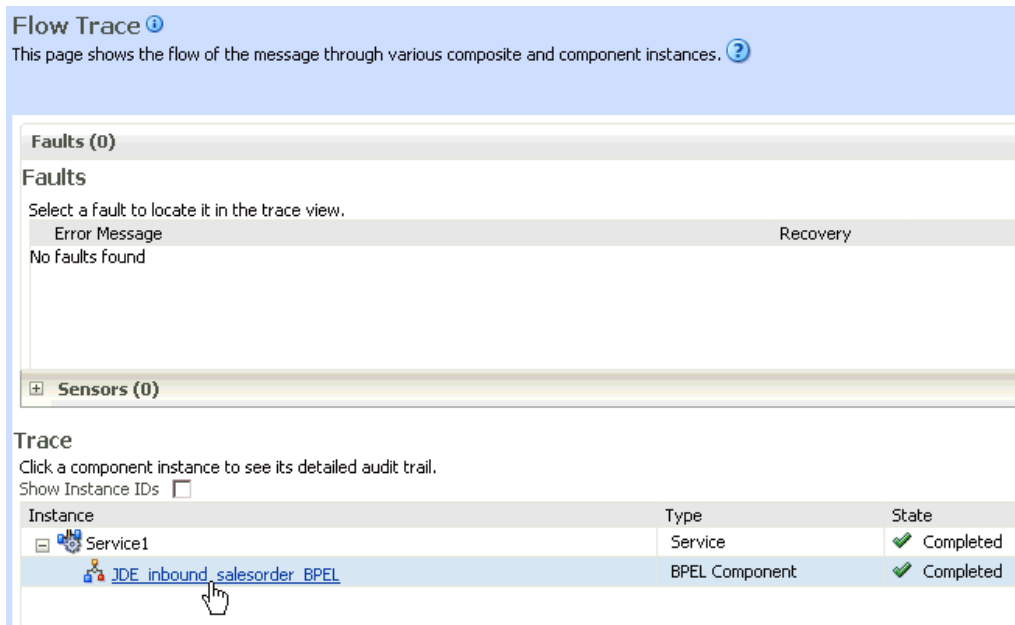 Flow Trace
This page shows the flow of the message through various composite and component instances.
Faults (0)
Faults
Select a fault to locate it in the trace view.
Error Message Recovery
No faults found
Sensors (0)
Trace
Click a component instance to see its detailed audit trail.
Show Instance IDs
Instance Type State
Service1 Service Completed
JDE_inbound_salesorder_BPEL BPEL Component Completed